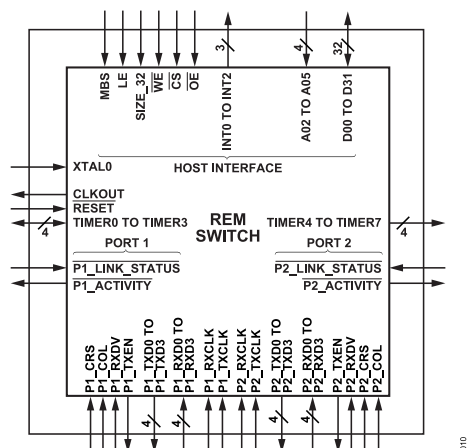 3
4
32
MBS
LE
SIZE_32
WE
CS
OE
INT0 TO INT2
A02 TO A05
D00 TO D31
HOST INTERFACE
XTAL0
CLKOUT
RESET
TIMER0 TO TIMER3
4
REM
SWITCH
TIMER4 TO TIMER7
4
PORT 1
PORT 2
P1_LINK_STATUS
P1_ACTIVITY
P2_LINK_STATUS
P2_ACTIVITY
P1_CRS
P1_COL
P1_RXDV
P1_TXEN
P1_TXD0 TO
P1_TXD3
P1_RXD0 TO
P1_RXD3
P1_RXCLK
P1_TXCLK
P2_RXCLK
P2_TXCLK
P2_TXD0 TO
P2_TXD3
P2_RXD0 TO
P2_RXD3
P2_TXEN
P2_RXDV
P2_CRS
P2_COL
4
4
4
4
010